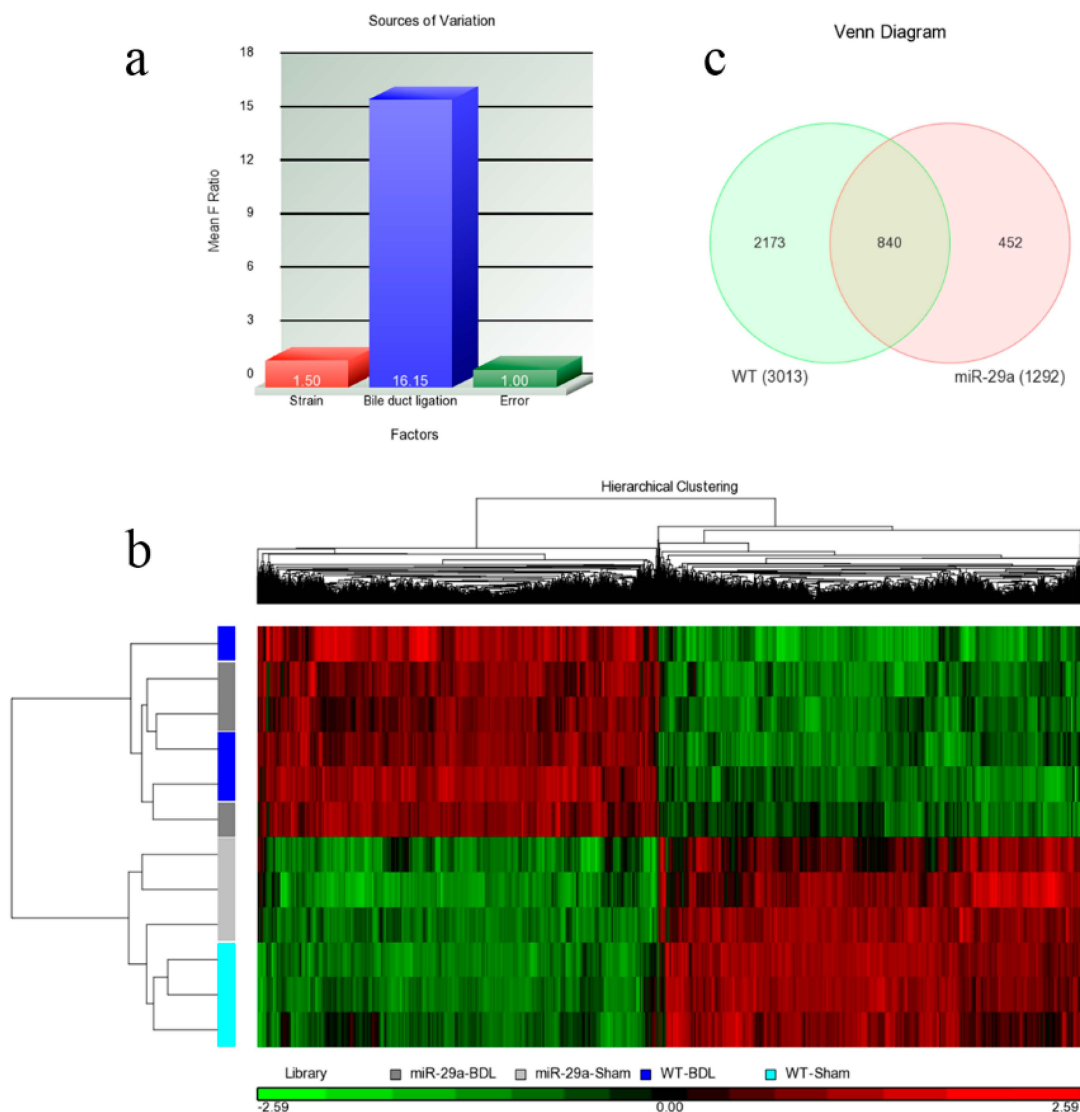 a
Sources of Variation
Mean F Ratio
18
15
12
9
6
3
0
1.50
16.15
1.00
Strain
Bile duct ligation
Error
Factors
c
Venn Diagram
2173
840
452
WT (3013)
miR-29a (1292)
b
Hierarchical Clustering
Library
miR-29a-BDL
miR-29a-Sham
WT-BDL
WT-Sham
-2.59
0.00
2.59